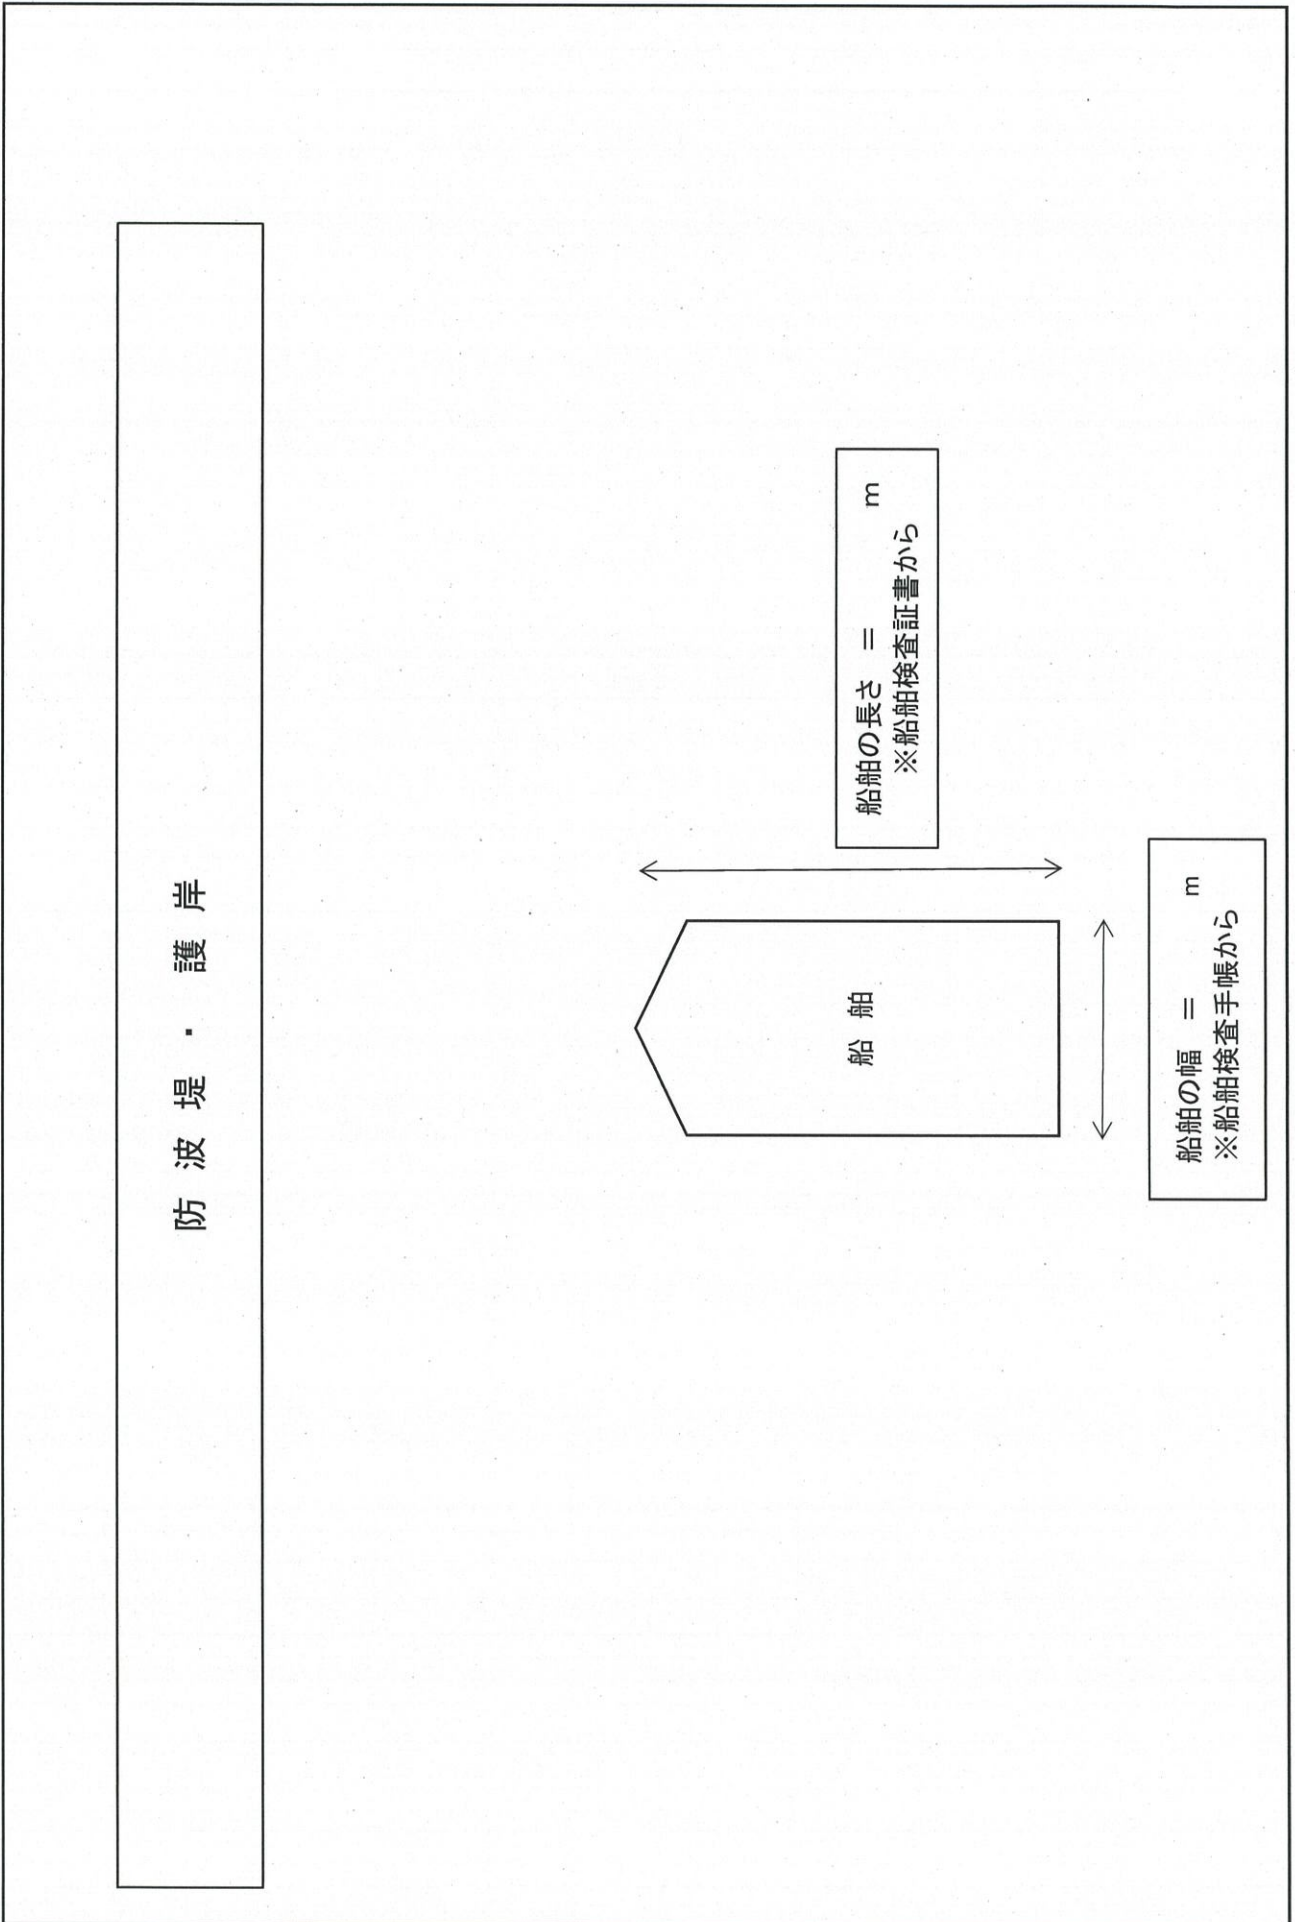 防波堤・護岸
船舶の長さ ＝ ｍ
※船舶検査証書から
船舶
船舶の幅 ＝ ｍ
※船舶検査手帳から